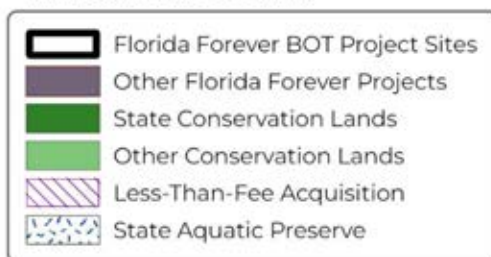 Florida Forever BOT Project Sites
Other Florida Forever Projects
State Conservation Lands
Other Conservation Lands
Less-Than-Fee Acquisition
State Aquatic Preserve